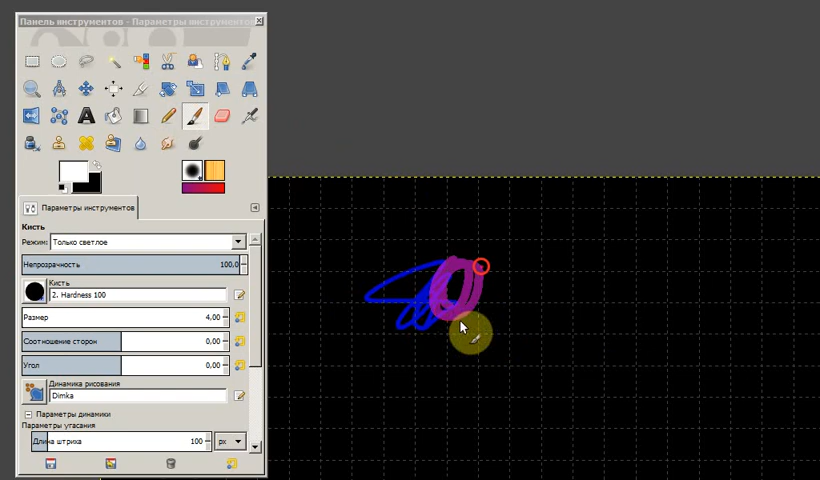 Панель инструментов - Параметры инструментов
Параметры инструментов
Кисть
Режим: Только светлое
Непрозрачность 100,0
Кисть
2. Hardness 100
Размер 4,00
Соотношение сторон 0,00
Угол 0,00
Динамика рисования
Dimka
Параметры динамики
Параметры угасания
Длина штриха 100 px